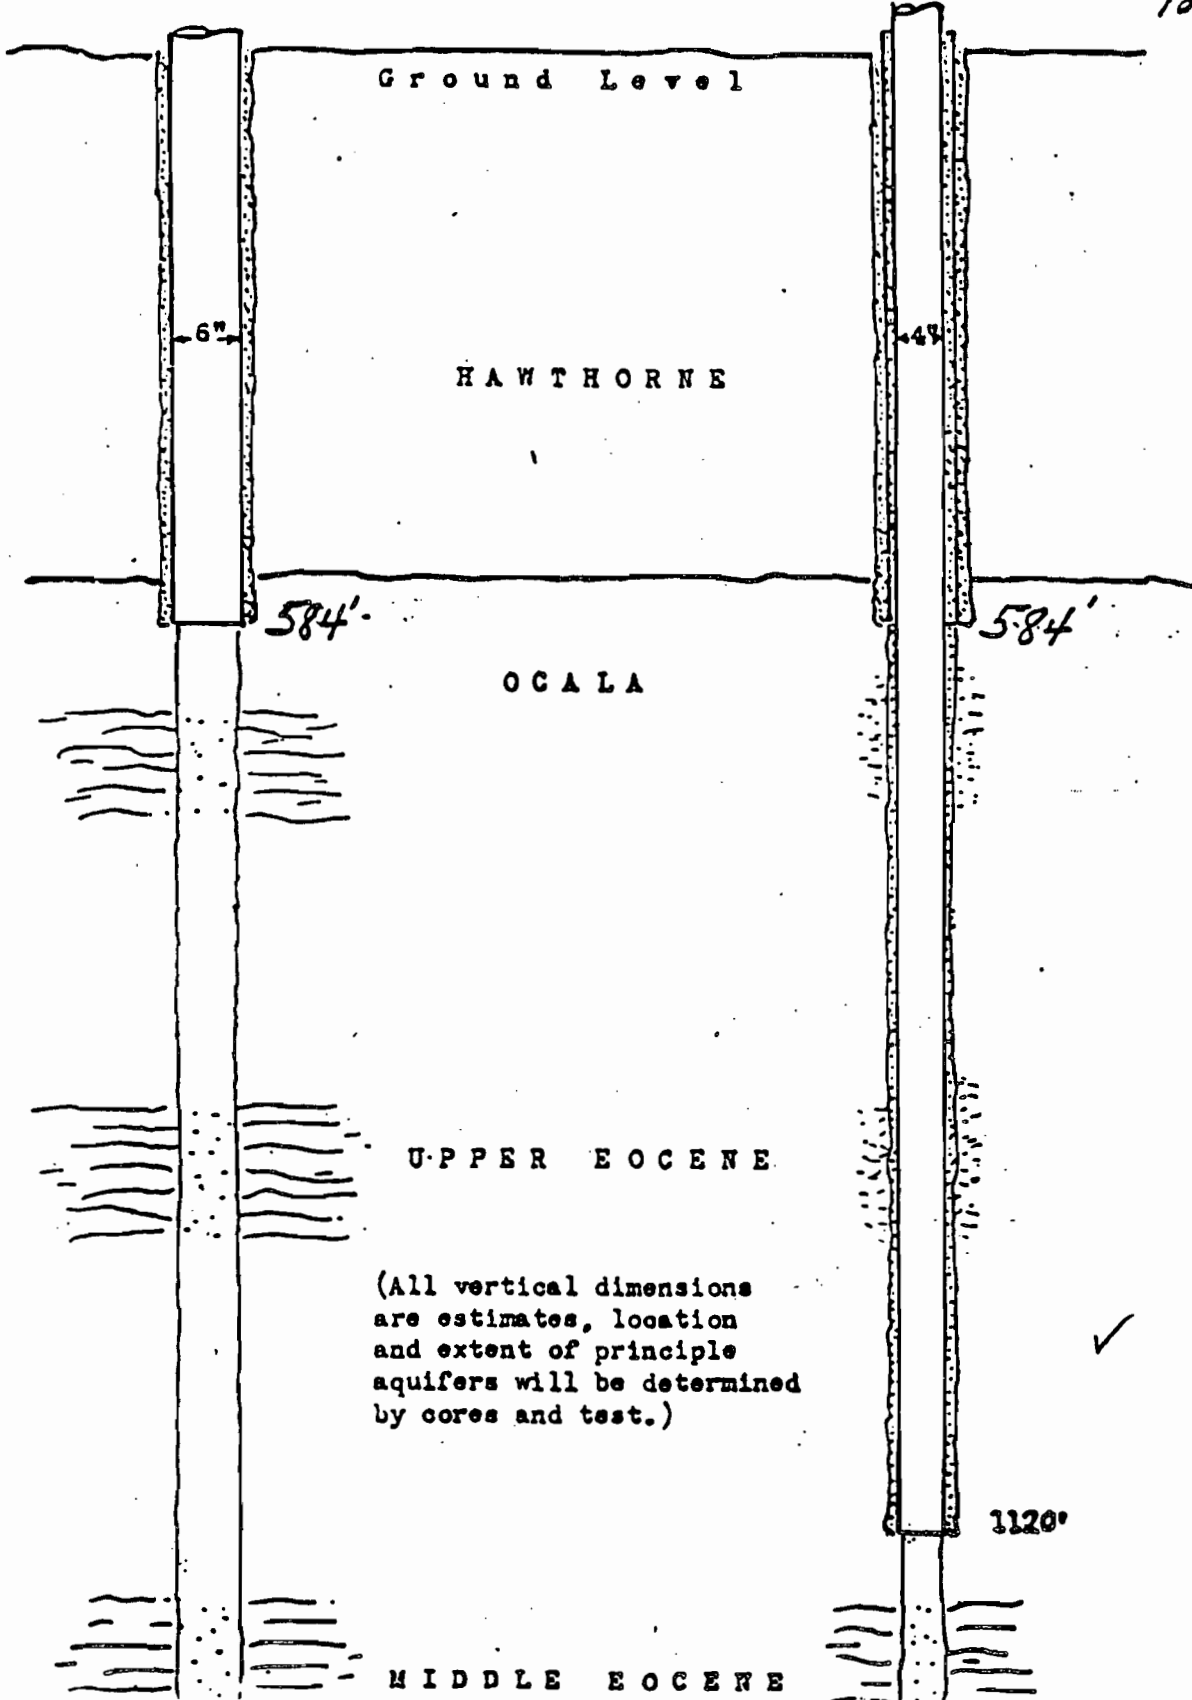 Ground Level
6"
4"
HAWTHORNE
584'
584'
OCALA
UPPER EOCENE
(All vertical dimensions
are estimates, location
and extent of principle
aquifers will be determined
by cores and test.)
1120'
MIDDLE EOCENE